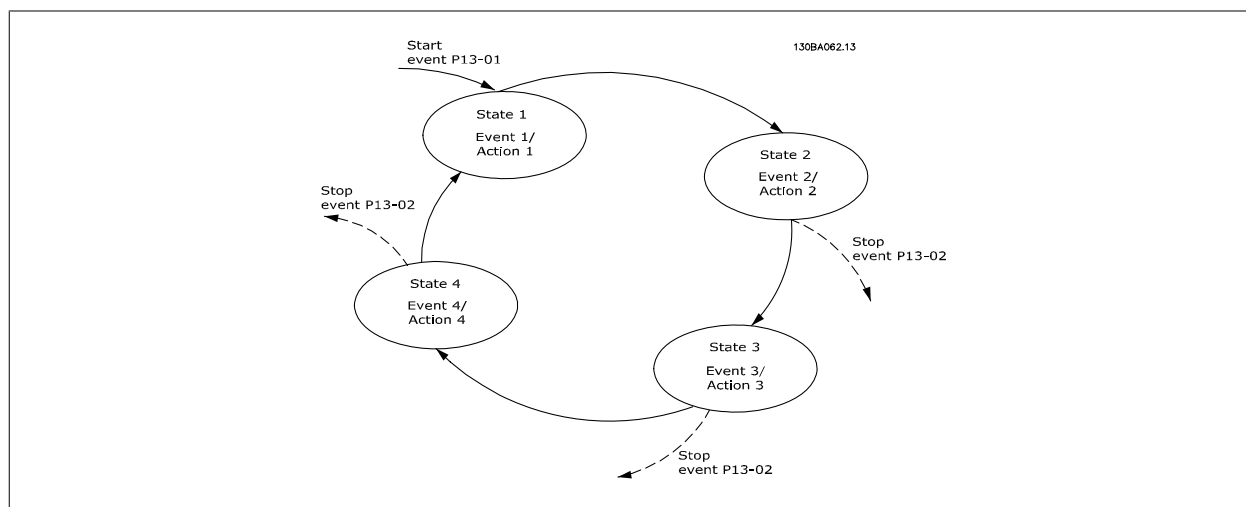 Start
event P13-01
130BA062.13
State 1
Event 1/
Action 1
State 2
Event 2/
Action 2
Stop
event P13-02
Stop
event P13-02
State 4
Event 4/
Action 4
State 3
Event 3/
Action 3
Stop
event P13-02